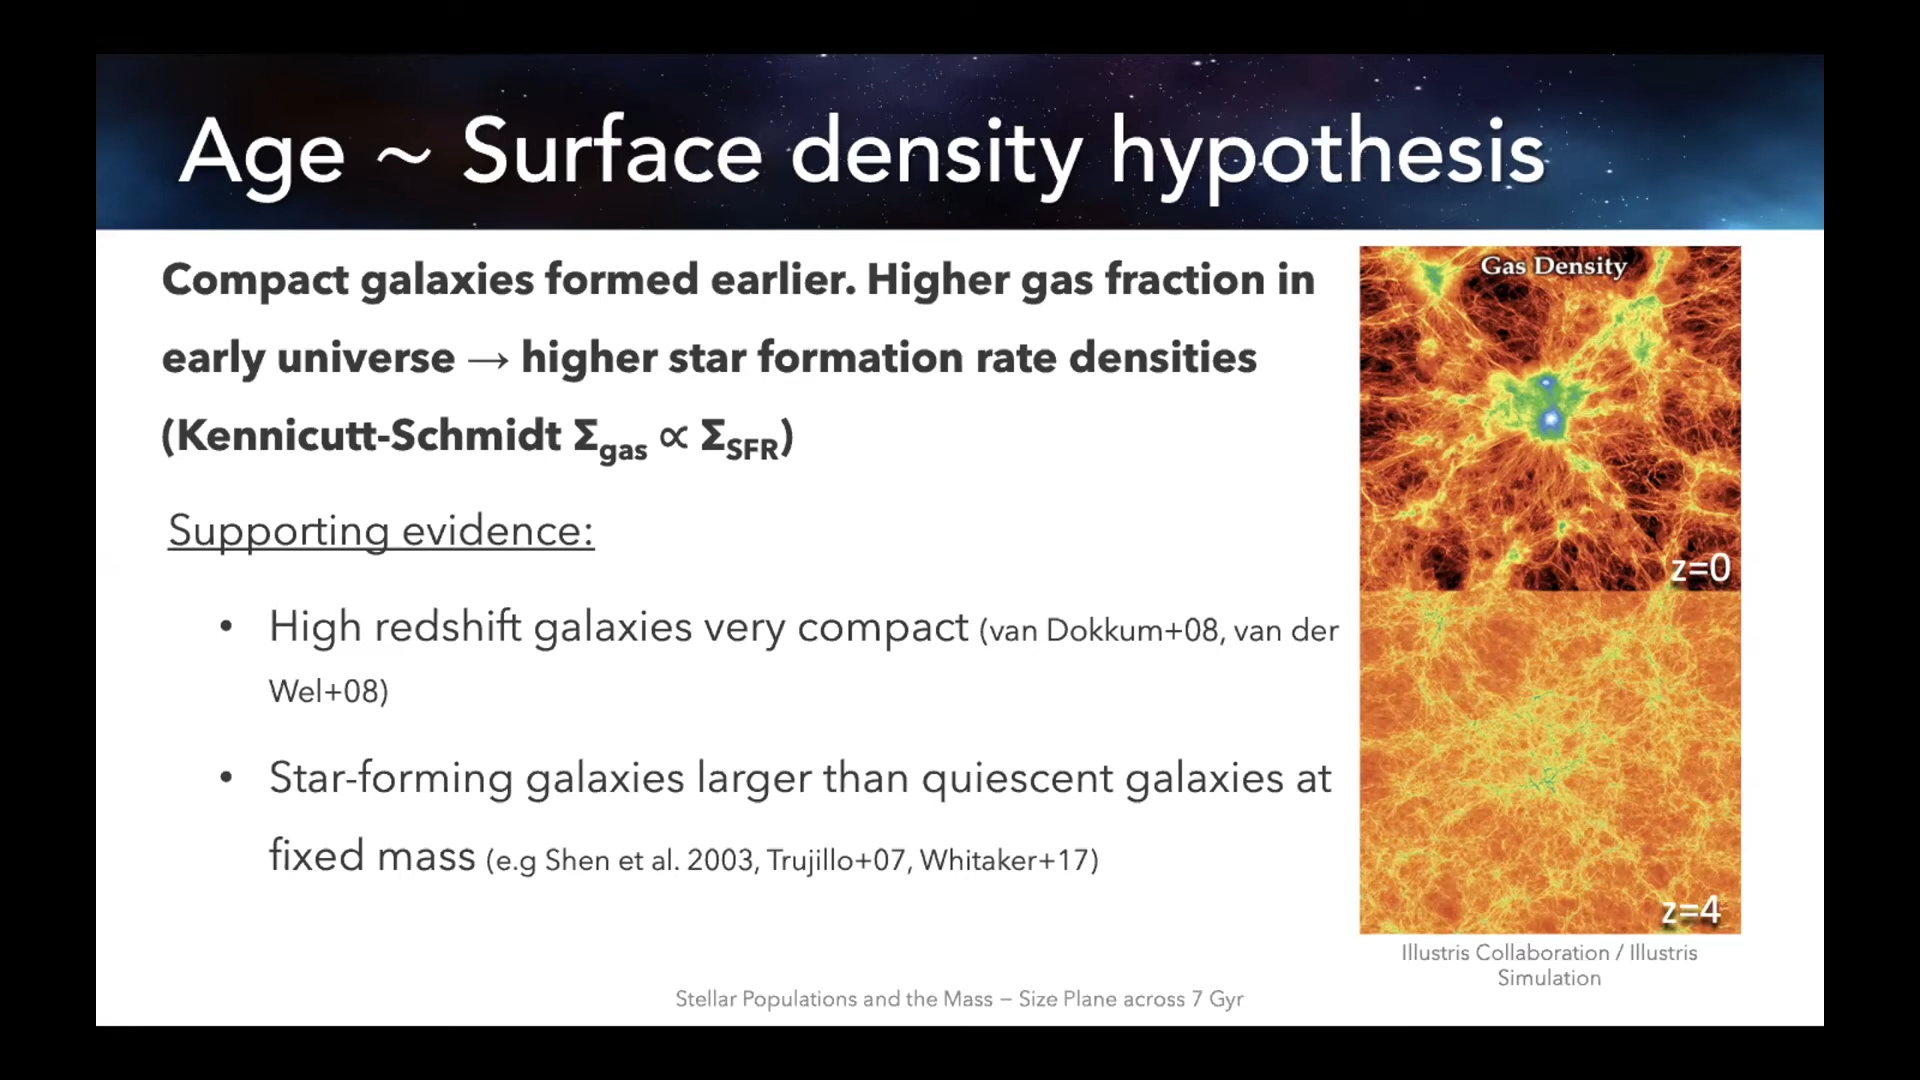 Age ~ Surface density hypothesis
Compact galaxies formed earlier. Higher gas fraction in
early universe → higher star formation rate densities
(Kennicutt-Schmidt Σgas ∝ ΣSFR)
Supporting evidence:
• High redshift galaxies very compact (van Dokkum+08, van der
Wel+08)
• Star-forming galaxies larger than quiescent galaxies at
fixed mass (e.g Shen et al. 2003, Trujillo+07, Whitaker+17)
Gas Density
z=0
z=4
Illustris Collaboration / Illustris
Simulation
Stellar Populations and the Mass – Size Plane across 7 Gyr